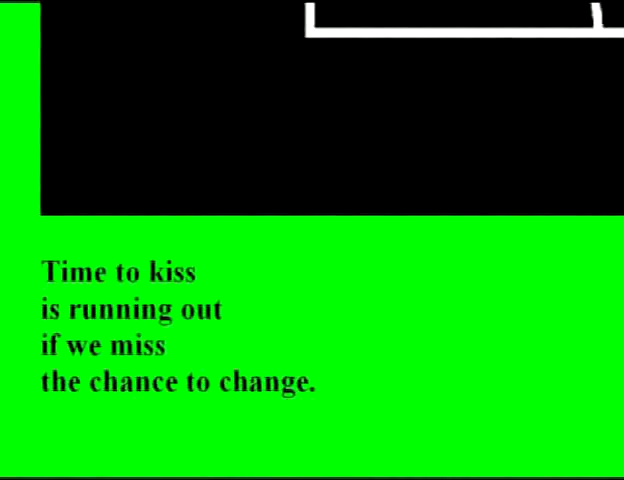 Time to kiss
is running out
if we miss
the chance to change.